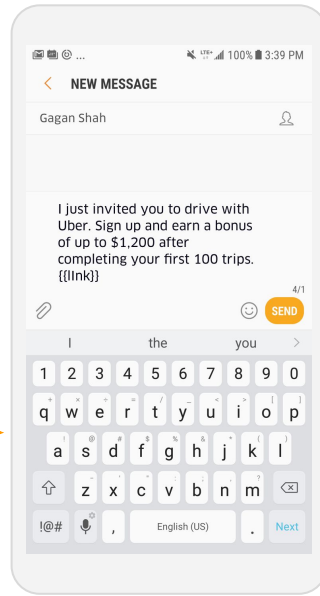 ... LTE+ 100% 3:39 PM
NEW MESSAGE
Gagan Shah
I just invited you to drive with
Uber. Sign up and earn a bonus
of up to $1,200 after
completing your first 100 trips.
{{lInk}}
4/1
SEND
I the you >
1 2 3 4 5 6 7 8 9 0
q w e r t y u i o p
a s d f g h j k l
z x c v b n m
!@# , English (US) . Next